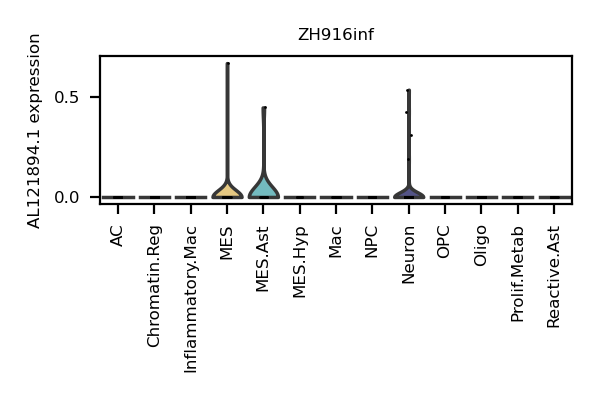 ZH916inf
AL121894.1 expression
0.5
0.0
AC
Chromatin.Reg
Inflammatory.Mac
MES
MES.Ast
MES.Hyp
Mac
NPC
Neuron
OPC
Oligo
Prolif.Metab
Reactive.Ast